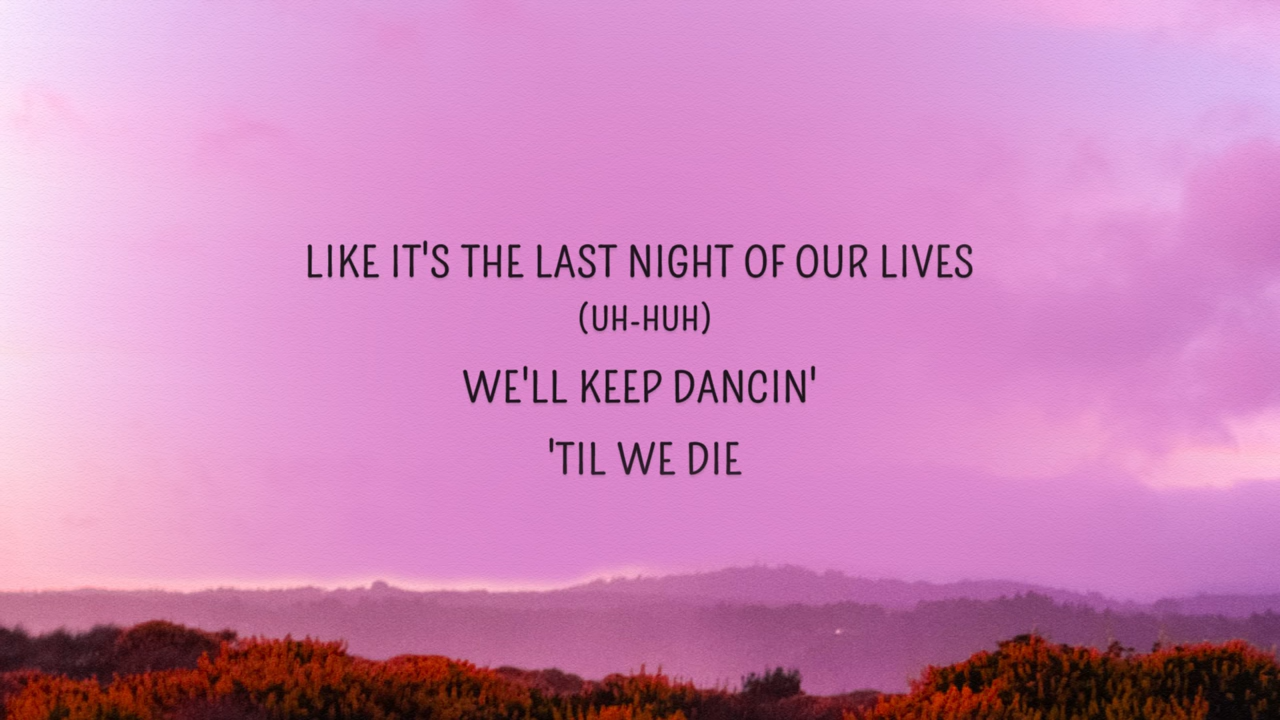 LIKE IT'S THE LAST NIGHT OF OUR LIVES
(UH-HUH)
WE'LL KEEP DANCIN'
'TIL WE DIE